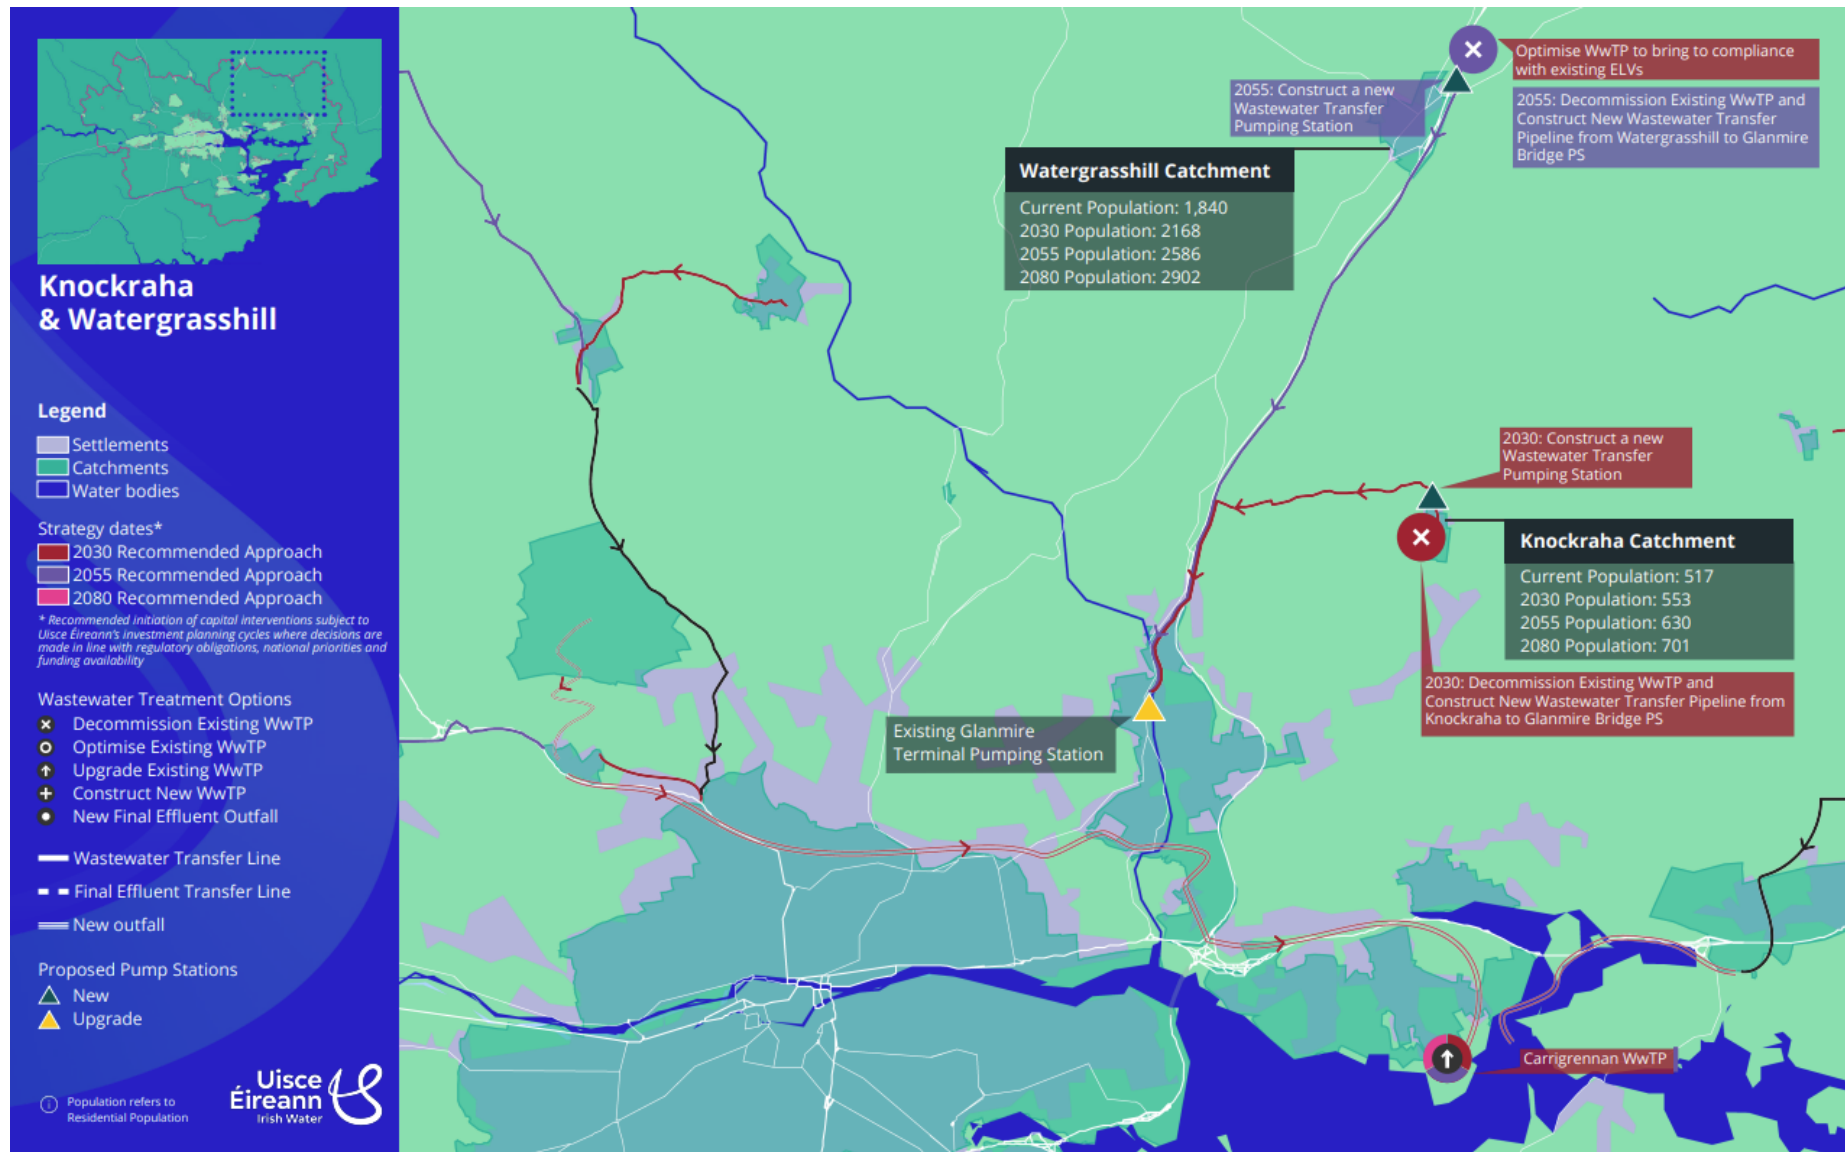 Knockraha
& Watergrasshill
Legend
Settlements
Catchments
Water bodies
Strategy dates*
2030 Recommended Approach
2055 Recommended Approach
2080 Recommended Approach
* Recommended initiation of capital interventions subject to
Uisce Éireann's investment planning cycles where decisions are
made in line with regulatory obligations, national priorities and
funding availability
Wastewater Treatment Options
Decommission Existing WwTP
Optimise Existing WwTP
Upgrade Existing WwTP
Construct New WwTP
New Final Effluent Outfall
Wastewater Transfer Line
Final Effluent Transfer Line
New outfall
Proposed Pump Stations
New
Upgrade
Population refers to
Residential Population
Uisce
Éireann
Irish Water
Optimise WwTP to bring to compliance
with existing ELVs
2055: Construct a new
Wastewater Transfer
Pumping Station
2055: Decommission Existing WwTP and
Construct New Wastewater Transfer
Pipeline from Watergrasshill to Glanmire
Bridge PS
Watergrasshill Catchment
Current Population: 1,840
2030 Population: 2168
2055 Population: 2586
2080 Population: 2902
2030: Construct a new
Wastewater Transfer
Pumping Station
Knockraha Catchment
Current Population: 517
2030 Population: 553
2055 Population: 630
2080 Population: 701
2030: Decommission Existing WwTP and
Construct New Wastewater Transfer Pipeline from
Knockraha to Glanmire Bridge PS
Existing Glanmire
Terminal Pumping Station
Carrigrennan WwTP